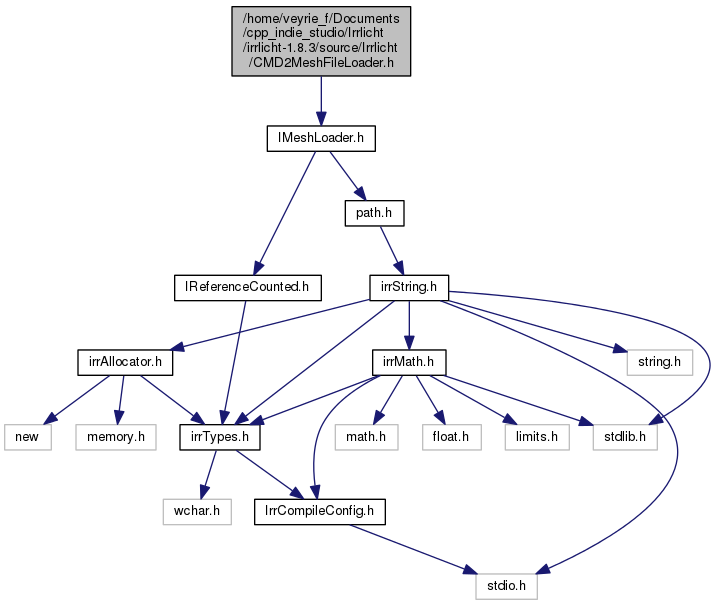 /home/veyrie_f/Documents
/cpp_indie_studio/Irrlicht
/irrlicht-1.8.3/source/Irrlicht
/CMD2MeshFileLoader.h
IMeshLoader.h
path.h
IReferenceCounted.h
irrString.h
irrAllocator.h
irrMath.h
string.h
new
memory.h
irrTypes.h
math.h
float.h
limits.h
stdlib.h
wchar.h
IrrCompileConfig.h
stdio.h